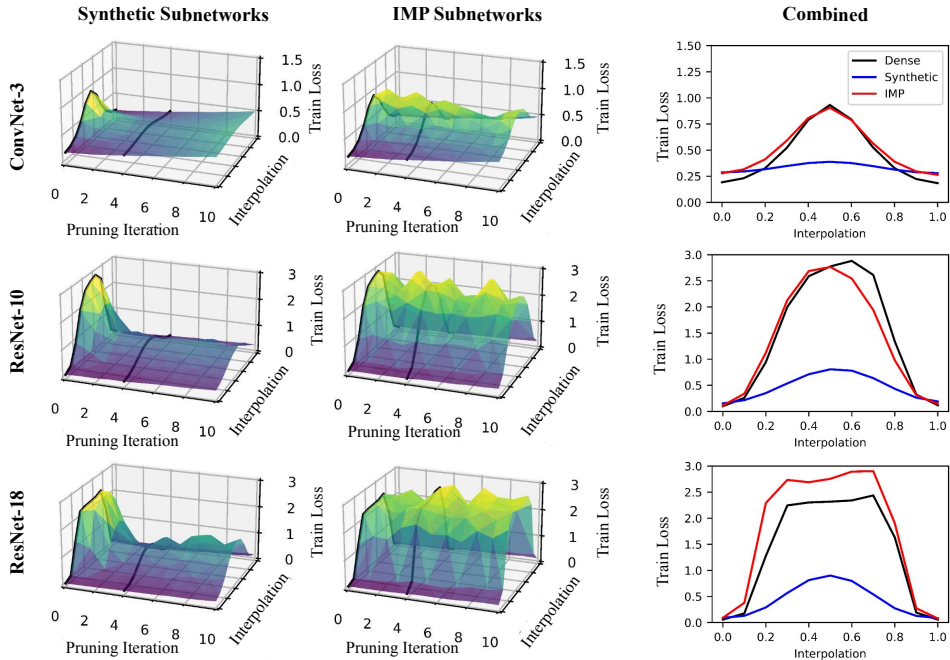 Synthetic Subnetworks
IMP Subnetworks
Combined
ConvNet-3
1.5
1.0
0.5
0.0
Train Loss
0
2
4
6
8
10
Pruning Iteration
Interpolation
1.5
1.0
0.5
0.0
Train Loss
0
2
4
6
8
10
Pruning Iteration
Interpolation
1.50
1.25
1.00
0.75
0.50
0.25
0.00
Train Loss
Dense
Synthetic
IMP
0.0 0.2 0.4 0.6 0.8 1.0
Interpolation
ResNet-10
3
2
1
0
Train Loss
0
2
4
6
8
10
Pruning Iteration
Interpolation
3
2
1
0
Train Loss
0
2
4
6
8
10
Pruning Iteration
Interpolation
3.0
2.5
2.0
1.5
1.0
0.5
0.0
Train Loss
0.0 0.2 0.4 0.6 0.8 1.0
Interpolation
ResNet-18
3
2
1
0
Train Loss
0
2
4
6
8
10
Pruning Iteration
Interpolation
3
2
1
0
Train Loss
0
2
4
6
8
10
Pruning Iteration
Interpolation
3.0
2.5
2.0
1.5
1.0
0.5
0.0
Train Loss
0.0 0.2 0.4 0.6 0.8 1.0
Interpolation